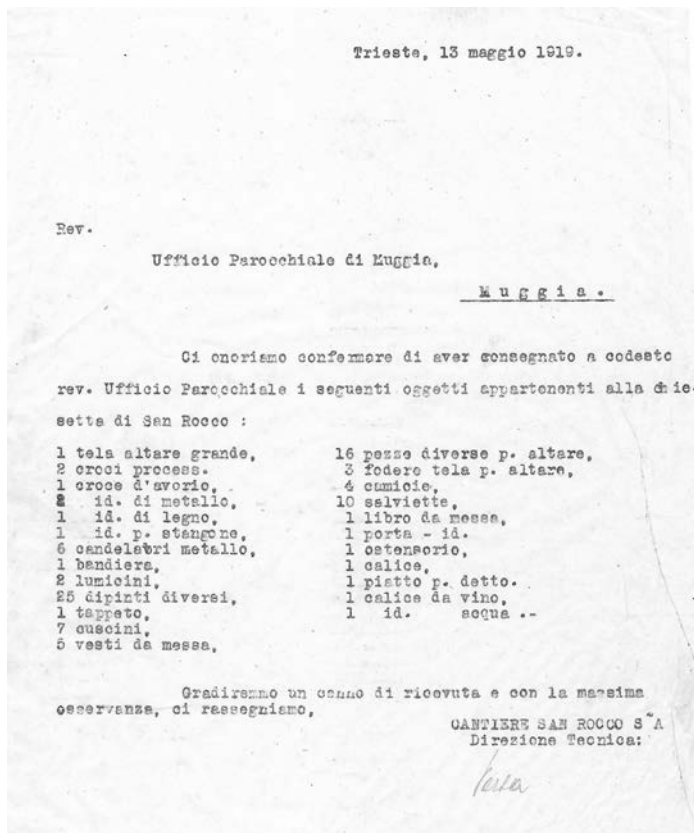 Trieste, 13 maggio 1919.
Rev.
Ufficio Parocchiale di Muggia,
Muggia.
Ci onoriamo confermare di aver consegnato a codesto
rev. Ufficio Parocchiale i seguenti oggetti appartenenti alla chie-
setta di San Rocco :
1 tela altare grande,
2 croci process.
1 croce d'avorio,
2 id. di metallo,
1 id. di legno,
1 id. p. stangone,
6 candelabri metallo,
1 bandiera,
2 lumicini,
25 dipinti diversi,
1 tappeto,
7 cuscini,
5 vesti da messa,
16 pezze diverse p. altare,
3 federe tela p. altare,
4 camicie,
10 salviette,
1 libro da messa,
1 porta - id.
1 ostensorio,
1 calice,
1 piatto p. detto.
1 calice da vino,
1 id. acqua .-
Gradiremmo un cenno di ricevuta e con la massima
osservanza, ci rassegniamo,
CANTIERE SAN ROCCO S^A
Direzione Tecnica: